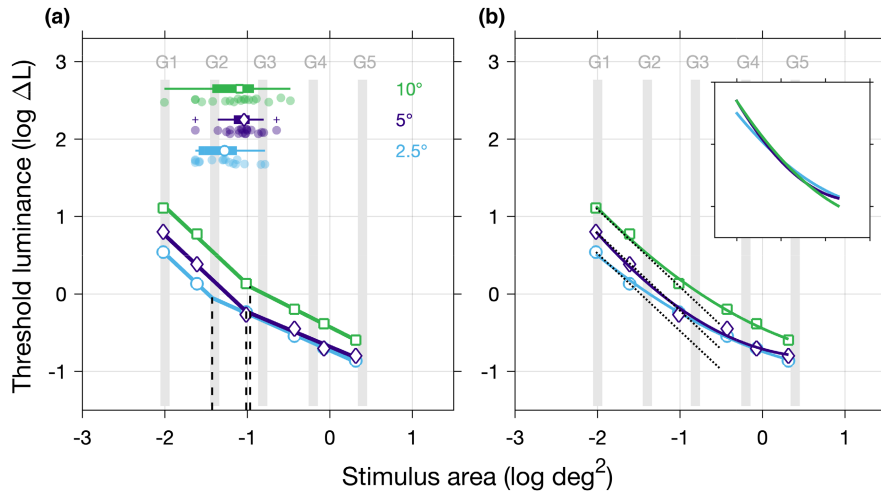 (a)
(b)
Threshold luminance (log ΔL)
3
2
1
0
-1
G1 G2 G3 G4 G5
10°
5°
2.5°
-3 -2 -1 0 1
3
2
1
0
-1
G1 G2 G3 G4 G5
-3 -2 -1 0 1
Stimulus area (log deg²)